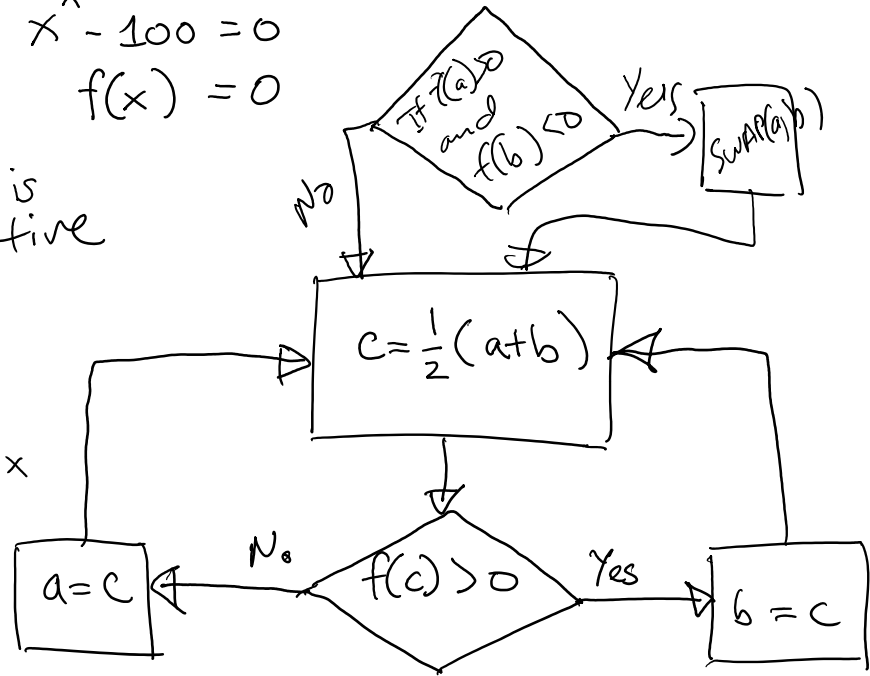 x^x - 100 = 0
f(x) = 0
If f(a)>0
and
f(b)<0
Yes
SWAP(a,b)
No
is
tive
c = 1/2 (a+b)
x
f(c) > 0
No
Yes
a = c
b = c